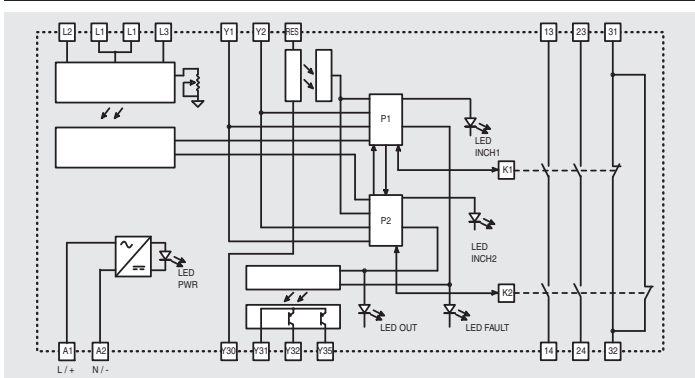 L2 L1 L1 L3 Y1 Y2 RES 13 23 31
P1
LED
INCH1
K1
P2
LED
INCH2
LED
PWR
K2
LED OUT LED FAULT
A1 A2 Y30 Y31 Y32 Y35 14 24 32
L / + N / -